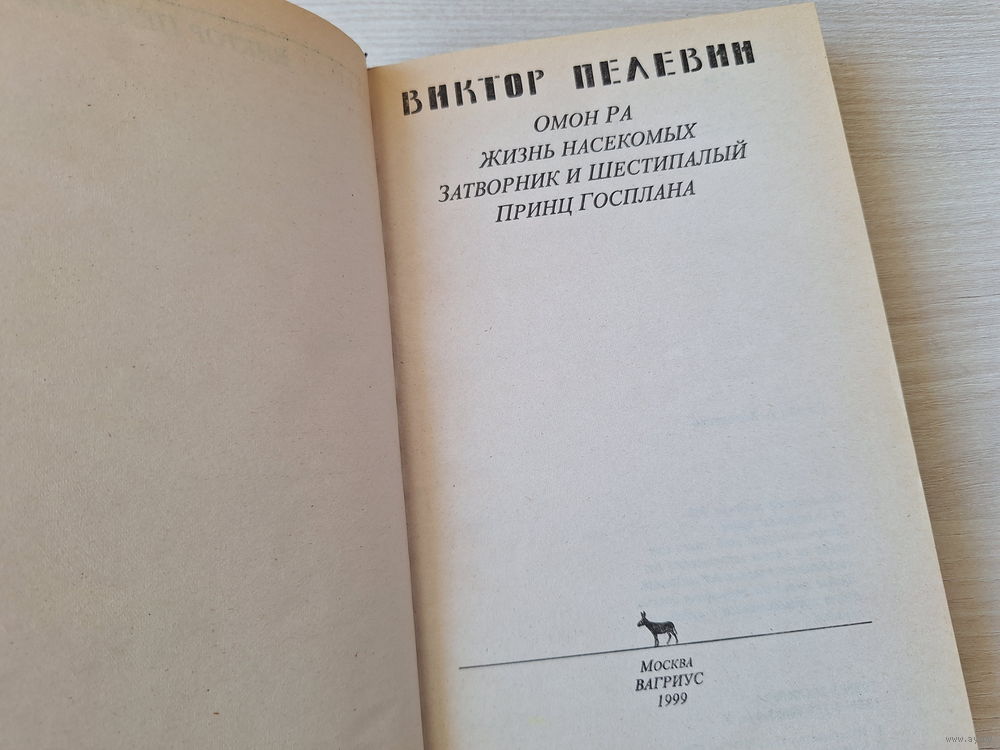 ВИКТОР ПЕЛЕВИН
ОМОН РА
ЖИЗНЬ НАСЕКОМЫХ
ЗАТВОРНИК И ШЕСТИПАЛЫЙ
ПРИНЦ ГОСПЛАНА
МОСКВА
ВАГРИУС
1999